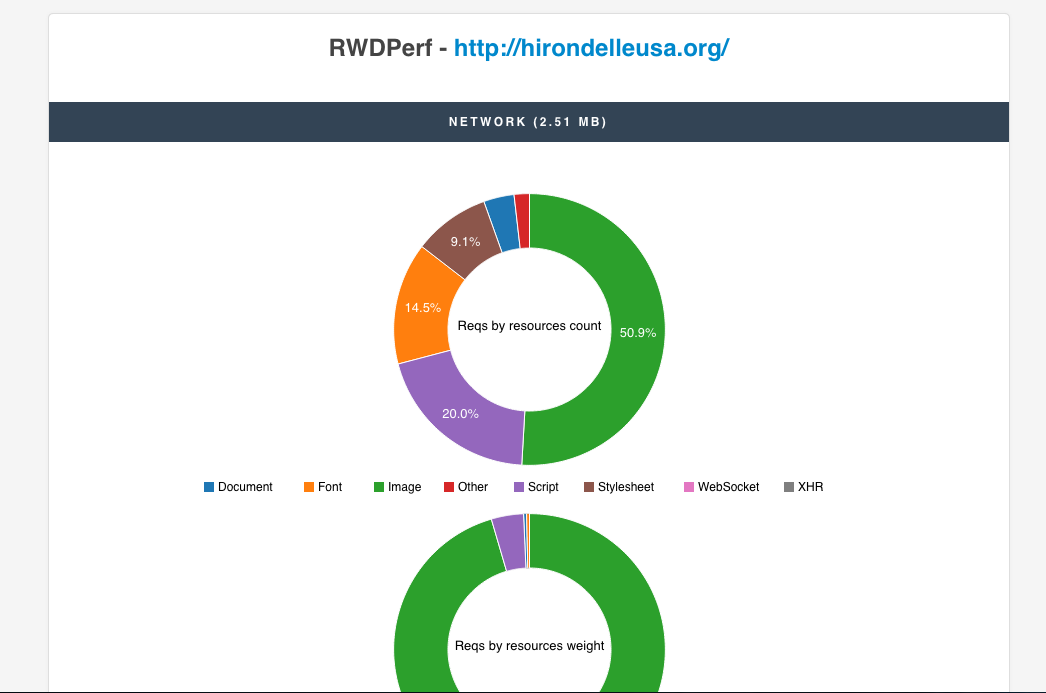 RWDPerf - http://hirondelleusa.org/
NETWORK (2.51 MB)
9.1%
14.5%
Reqs by resources count
50.9%
20.0%
Document Font Image Other Script Stylesheet WebSocket XHR
Reqs by resources weight